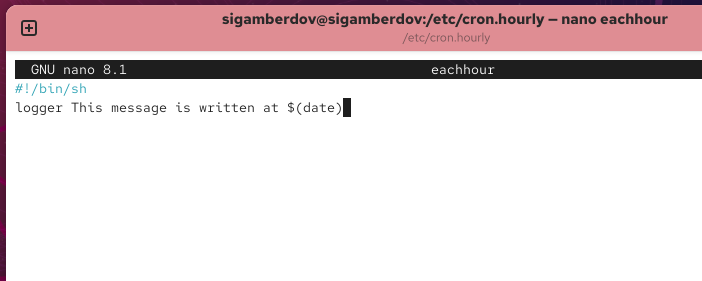 sigamberdov@sigamberdov:/etc/cron.hourly — nano eachhour
/etc/cron.hourly
GNU nano 8.1 eachhour
#!/bin/sh
logger This message is written at $(date)